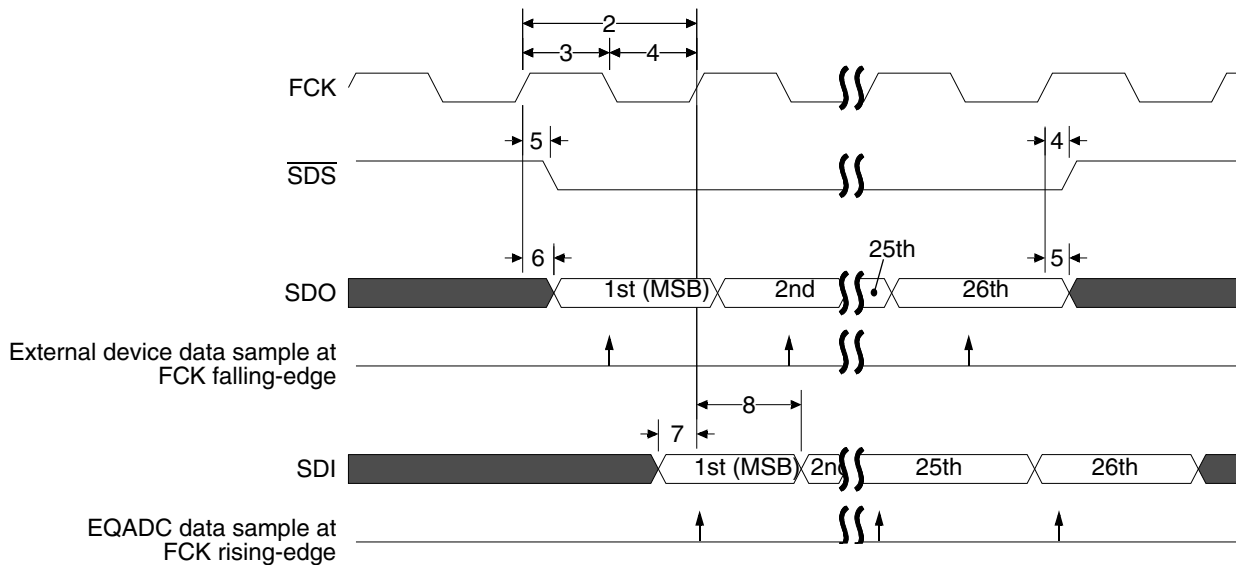 2
3 4
FCK
5 4
SDS
25th
6 5
SDO 1st (MSB) 2nd 26th
External device data sample at
FCK falling-edge
8
7
SDI 1st (MSB) 2nd 25th 26th
EQADC data sample at
FCK rising-edge